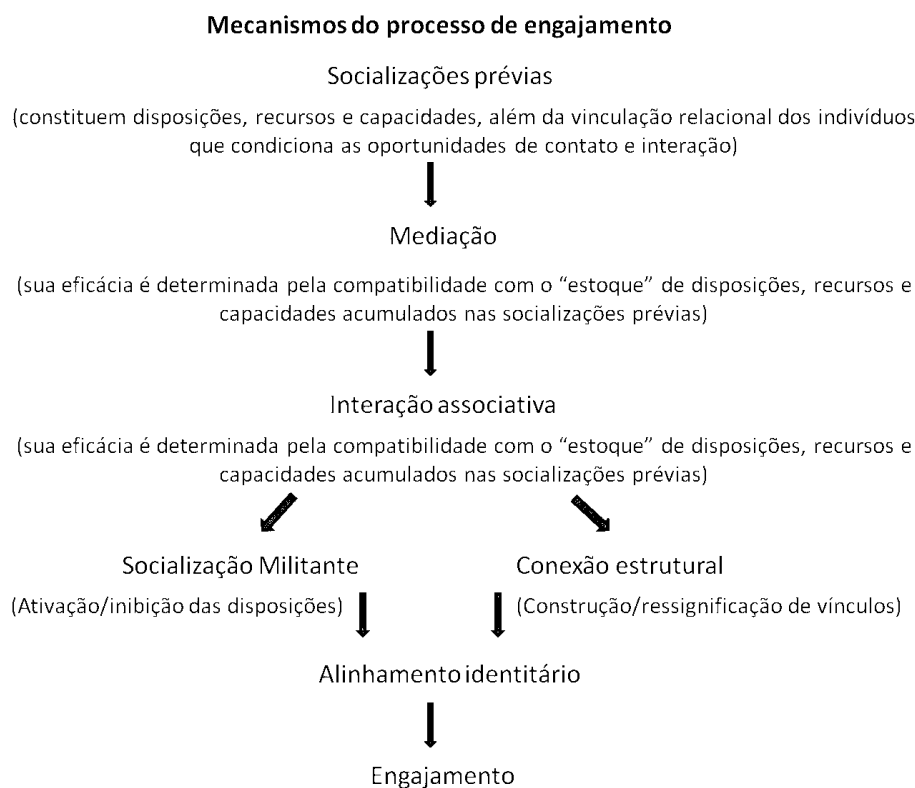 Mecanismos do processo de engajamento
Socializações prévias
(constituem disposições, recursos e capacidades, além da vinculação relacional dos indivíduos
que condiciona as oportunidades de contato e interação)
Mediação
(sua eficácia é determinada pela compatibilidade com o “estoque” de disposições, recursos e
capacidades acumulados nas socializações prévias)
Interação associativa
(sua eficácia é determinada pela compatibilidade com o “estoque” de disposições, recursos e
capacidades acumulados nas socializações prévias)
Socialização Militante
(Ativação/inibição das disposições)
Conexão estrutural
(Construção/ressignificação de vínculos)
Alinhamento identitário
Engajamento